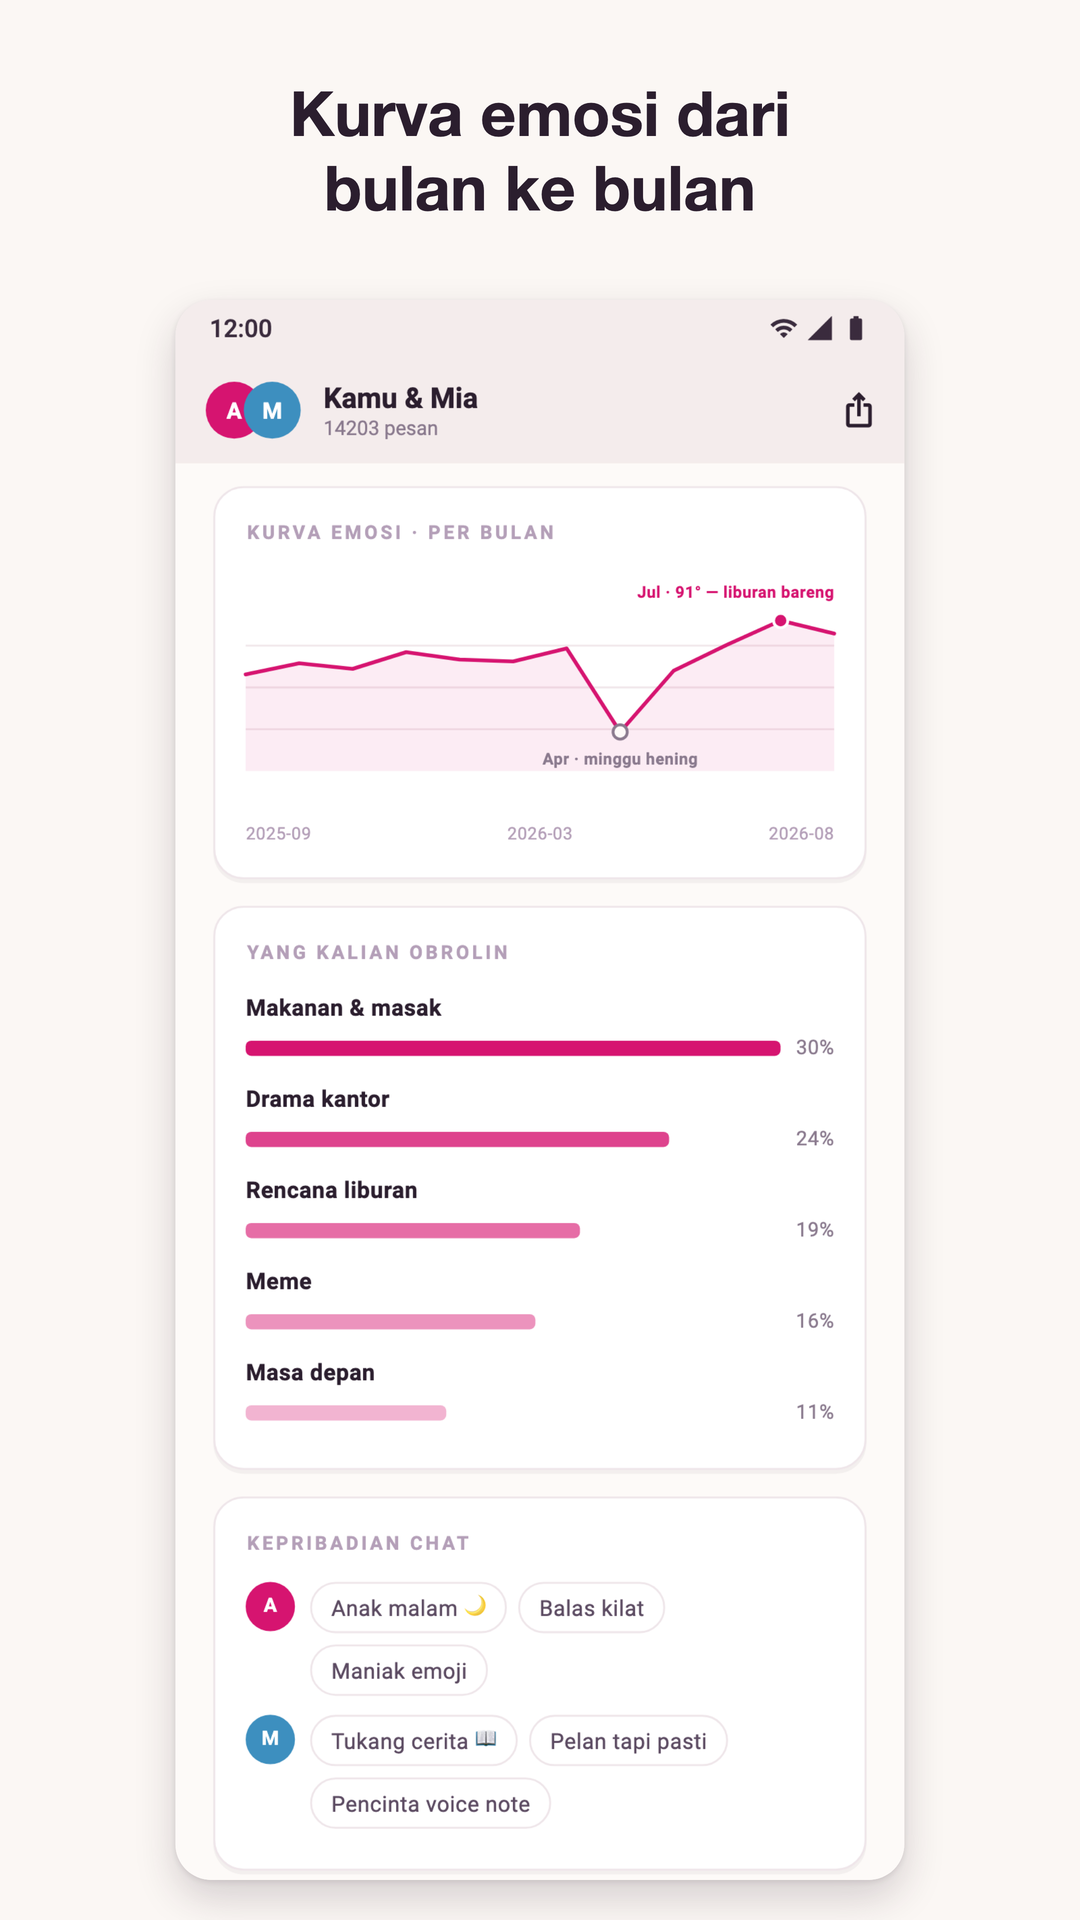 Kurva emosi dari
bulan ke bulan
12:00
A M Kamu & Mia
14203 pesan
KURVA EMOSI · PER BULAN
Jul · 91° — liburan bareng
Apr · minggu hening
2025-09 2026-03 2026-08
YANG KALIAN OBROLIN
Makanan & masak
30%
Drama kantor
24%
Rencana liburan
19%
Meme
16%
Masa depan
11%
KEPRIBADIAN CHAT
A Anak malam 🌙 Balas kilat
Maniak emoji
M Tukang cerita 📖 Pelan tapi pasti
Pencinta voice note